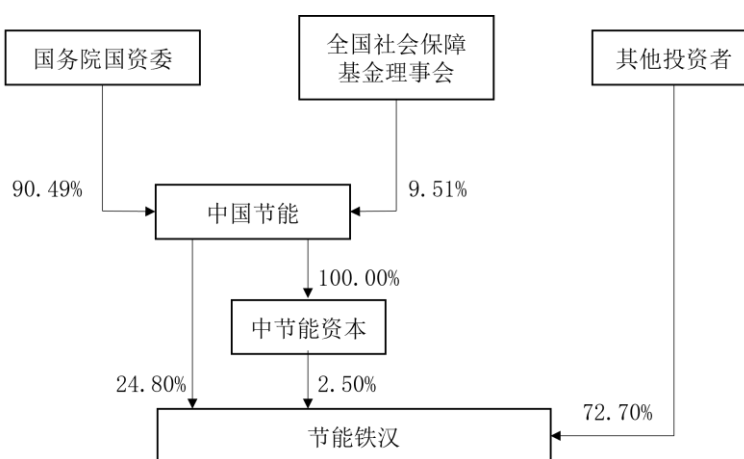 国务院国资委
全国社会保障
基金理事会
其他投资者
90.49%
9.51%
中国节能
100.00%
中节能资本
24.80%
2.50%
72.70%
节能铁汉